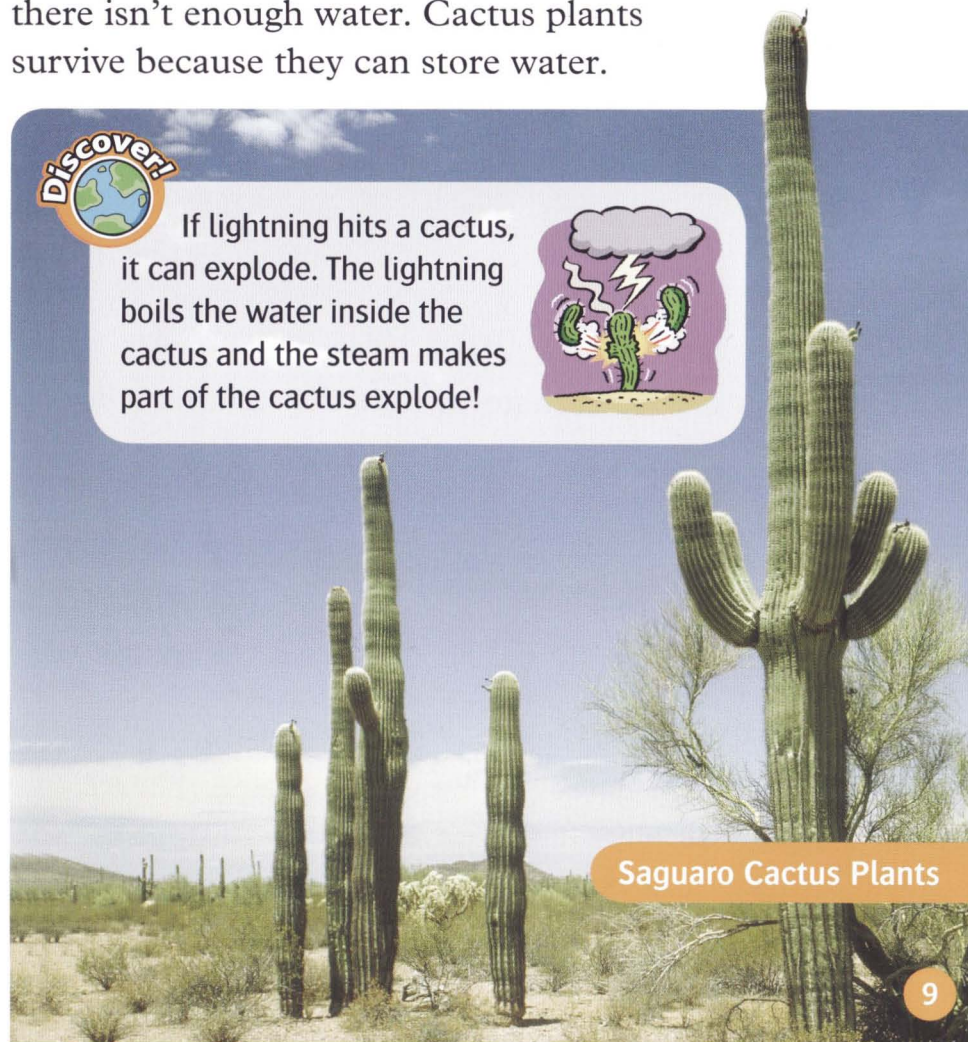 there isn't enough water. Cactus plants
survive because they can store water.
Discover!
If lightning hits a cactus,
it can explode. The lightning
boils the water inside the
cactus and the steam makes
part of the cactus explode!
Saguaro Cactus Plants
9